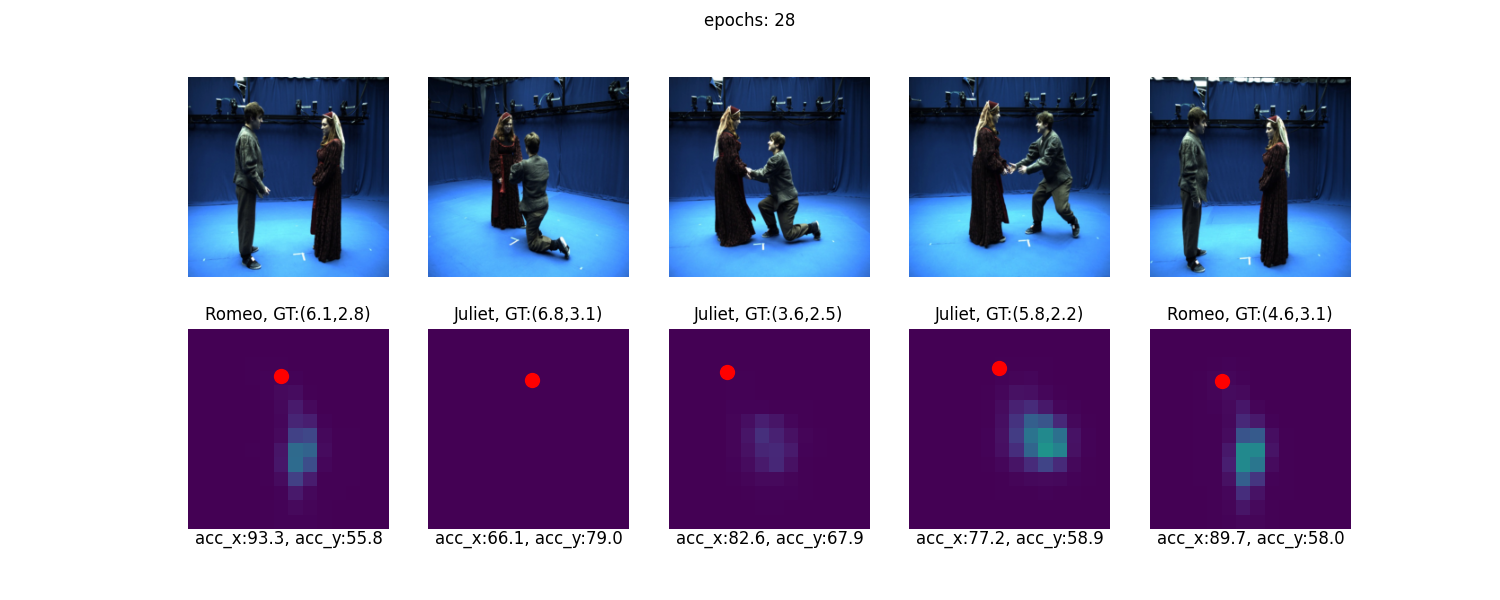 epochs: 28
Romeo, GT:(6.1,2.8)
Juliet, GT:(6.8,3.1)
Juliet, GT:(3.6,2.5)
Juliet, GT:(5.8,2.2)
Romeo, GT:(4.6,3.1)
acc_x:93.3, acc_y:55.8
acc_x:66.1, acc_y:79.0
acc_x:82.6, acc_y:67.9
acc_x:77.2, acc_y:58.9
acc_x:89.7, acc_y:58.0